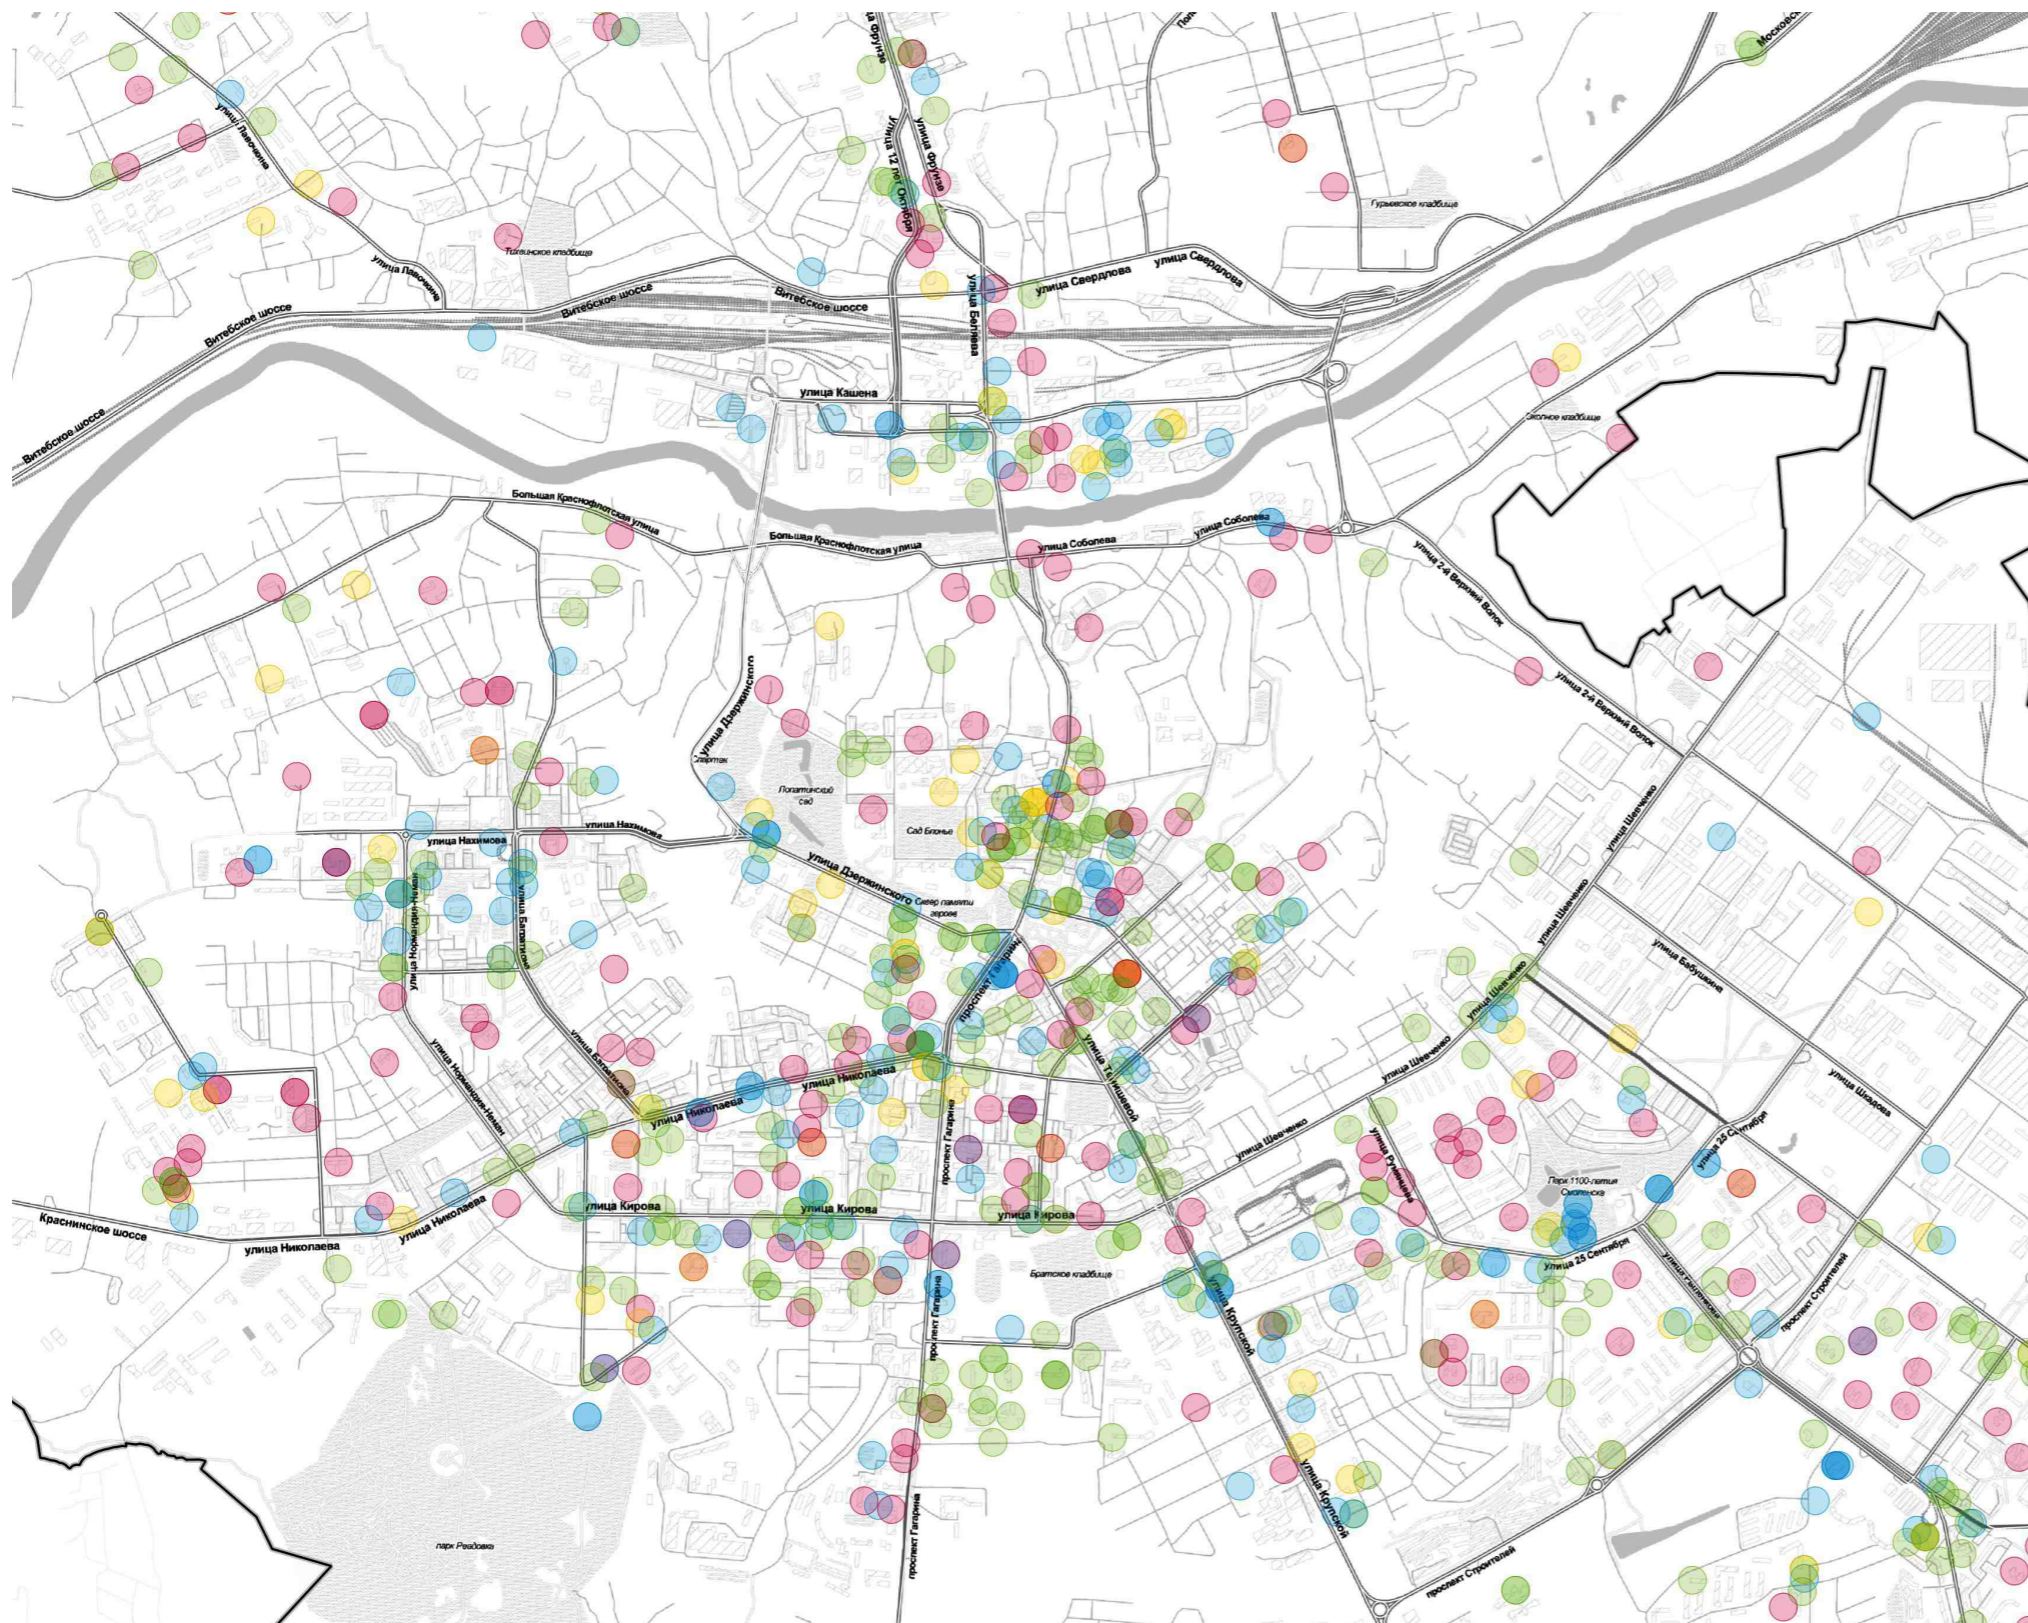 Московск
улица Лавочкина
улица 12 лет Октября
улица Фрунзе
Гурьевское кладбище
Тихвинское кладбище
улица Лавочкина
улица Свердлова
улица Свердлова
Витебское шоссе
Витебское шоссе
Витебское шоссе
улица Беляева
Витебское шоссе
улица Кашена
кладбище
Большая Краснофлотская улица
Большая Краснофлотская улица
улица Соболева
улица Соболева
улица 2-й Верхний Волок
улица 2-й Верхний Волок
улица Дзержинского
Спартак
Лопатинский
сад
Сад Блонье
улица Нахимова
улица Нахимова
улица Шевченко
улица Дзержинского
Сквер памяти
героев
улица Нормандия-Неман
улица Багратиона
улица Шевченко
улица Бабушкина
проспект Гагарина
улица Шевченко
улица Багратиона
улица Нормандия-Неман
улица Николаева
улица Тенишевой
улица Шевченко
улица Шкадова
улица Николаева
проспект Гагарина
улица Шевченко
улица Румянцева
улица 25 Сентября
Парк 1100-летия
Смоленска
Краснинское шоссе
улица Николаева
улица Николаева
улица Кирова
улица Кирова
улица Кирова
улица 25 Сентября
Братское кладбище
проспект Гагарина
улица Крупской
проспект Строителей
парк Реадовка
проспект Гагарина
улица Крупской
проспект Строителей